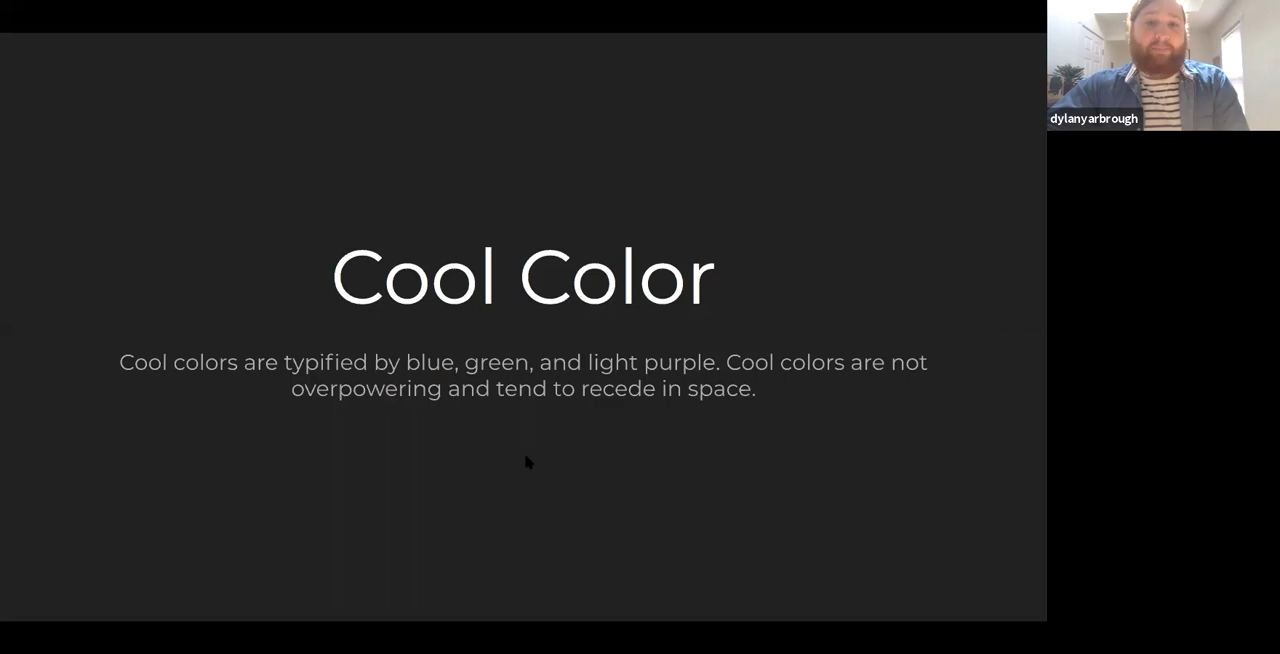 Cool Color
Cool colors are typified by blue, green, and light purple. Cool colors are not
overpowering and tend to recede in space.
dylanyarbrough